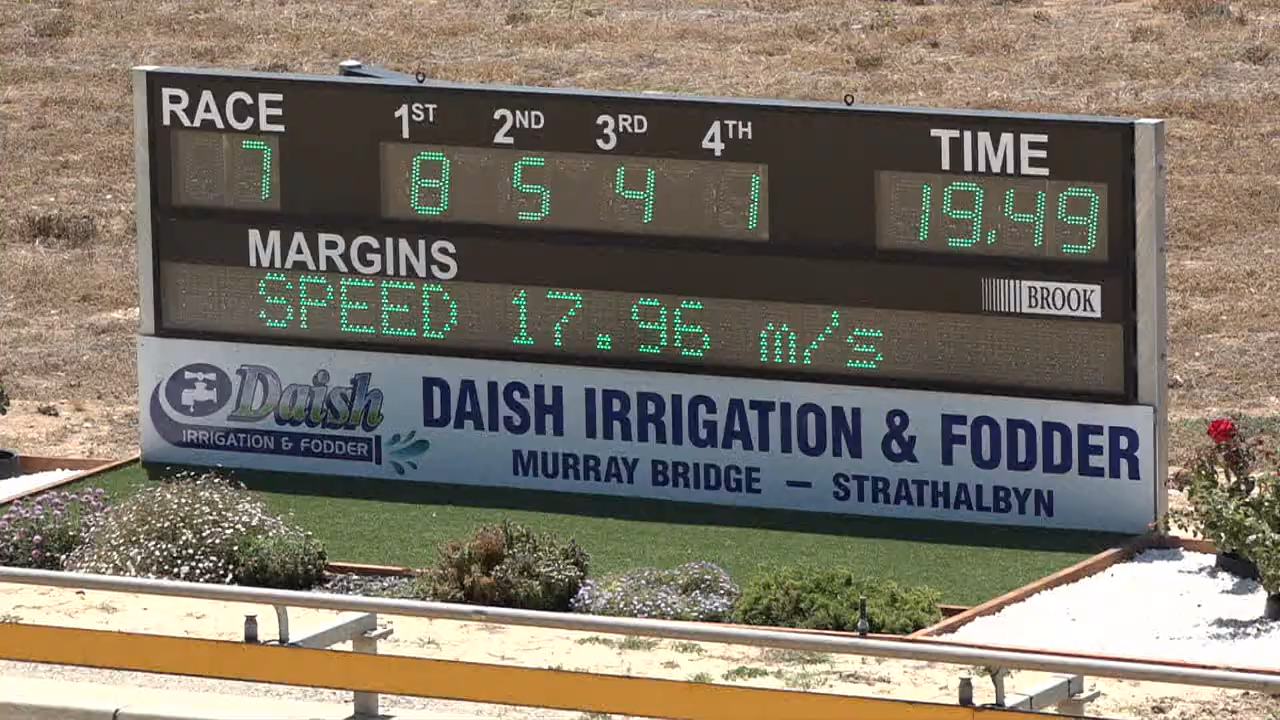 RACE 1ST 2ND 3RD 4TH TIME
7 8 5 4 1 19.49
MARGINS
BROOK
SPEED 17.96 m/s
Daish
IRRIGATION & FODDER
DAISH IRRIGATION & FODDER
MURRAY BRIDGE – STRATHALBYN